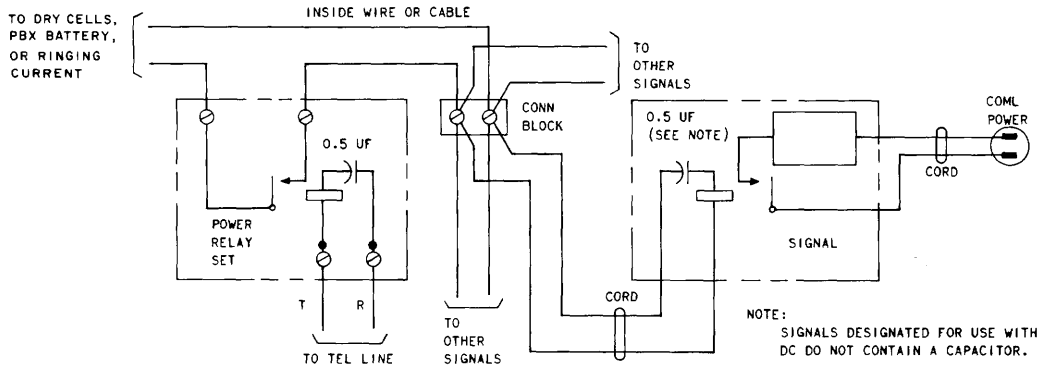 TO DRY CELLS,
PBX BATTERY,
OR RINGING
CURRENT
INSIDE WIRE OR CABLE
TO
OTHER
SIGNALS
CONN
BLOCK
0.5 UF
0.5 UF
(SEE NOTE)
COML
POWER
CORD
POWER
RELAY
SET
SIGNAL
T
R
TO TEL LINE
TO
OTHER
SIGNALS
CORD
NOTE:
SIGNALS DESIGNATED FOR USE WITH
DC DO NOT CONTAIN A CAPACITOR.